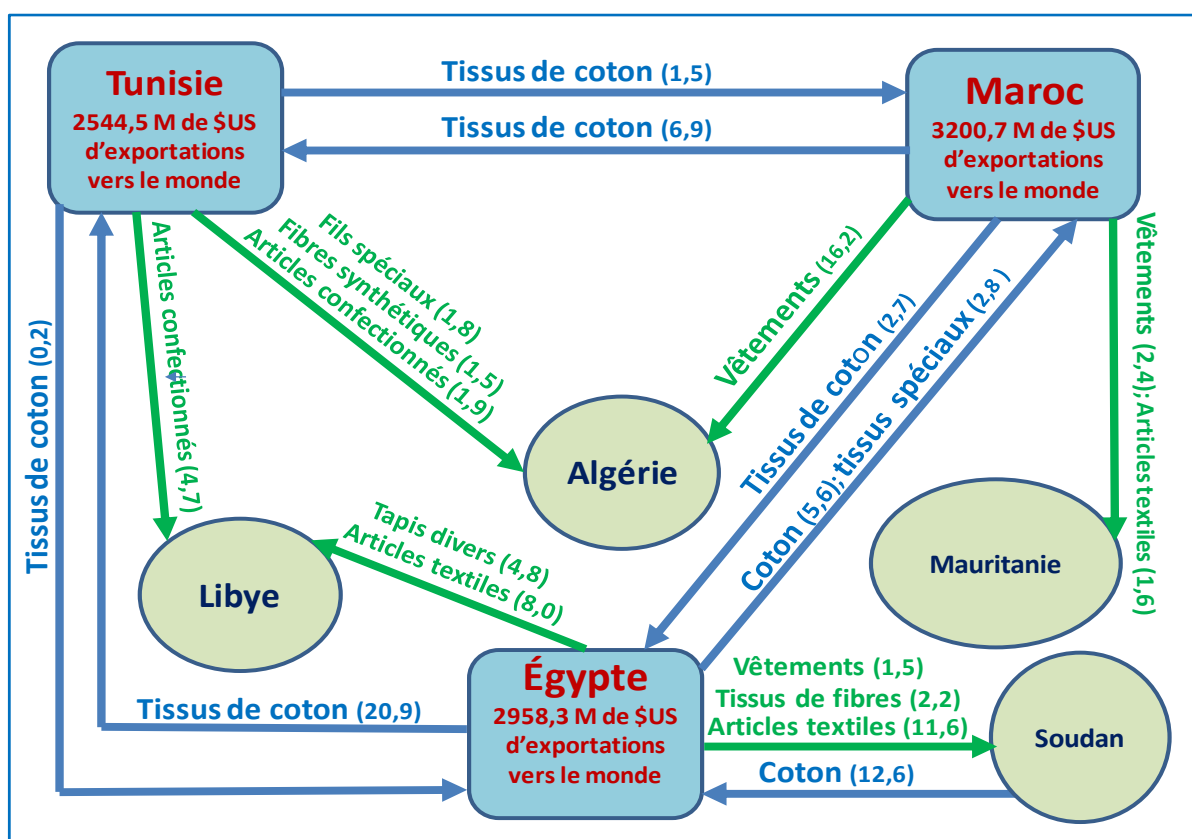 Tunisie
2544,5 M de $US
d’exportations
vers le monde
Tissus de coton (1,5)
Tissus de coton (6,9)
Maroc
3200,7 M de $US
d’exportations
vers le monde
Tissus de coton (0,2)
Articles confectionnés (4,7)
Fils spéciaux (1,8)
Fibres synthétiques (1,5)
Articles confectionnés (1,9)
Vêtements (16,2)
Tissus de coton (2,7)
Coton (5,6); tissus spéciaux (2,8 )
Vêtements (2,4); Articles textiles (1,6)
Algérie
Libye
Mauritanie
Tapis divers (4,8)
Articles textiles (8,0)
Égypte
2958,3 M de $US
d’exportations
vers le monde
Tissus de coton (20,9)
Vêtements (1,5)
Tissus de fibres (2,2)
Articles textiles (11,6)
Coton (12,6)
Soudan